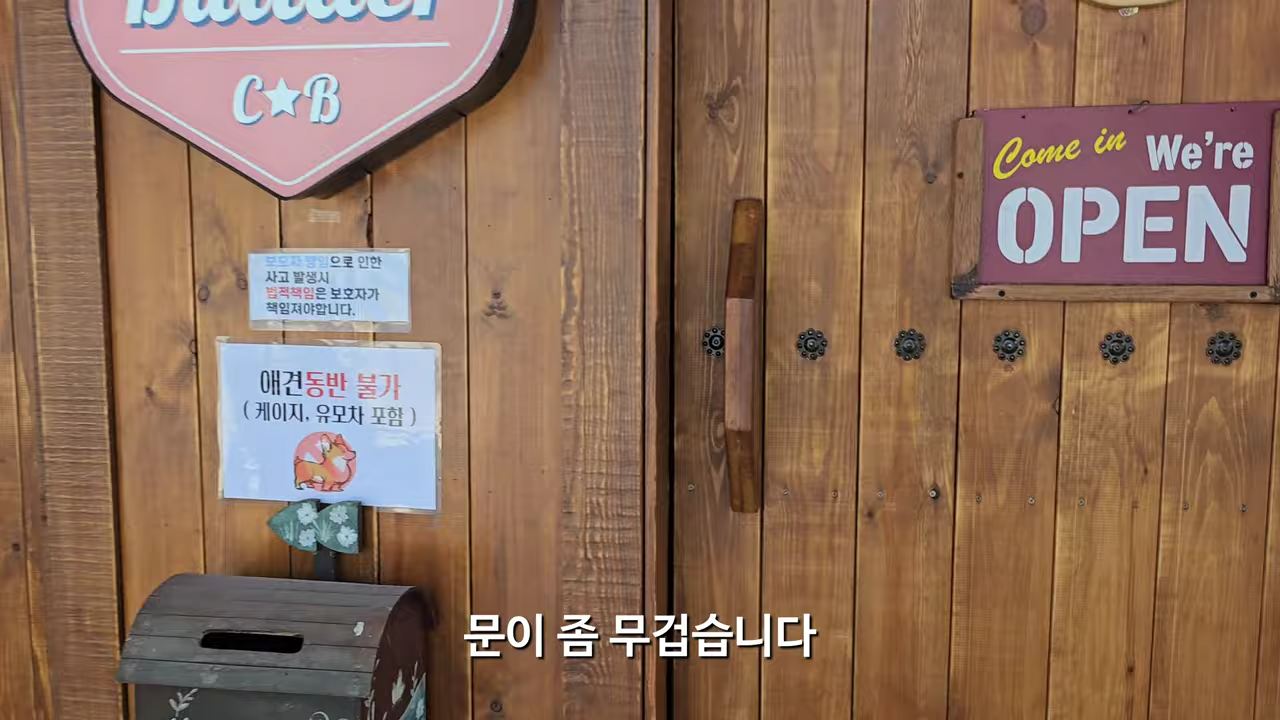 C★B
보호자 방임으로 인한
사고 발생시
법적책임은 보호자가
책임져야합니다.
애견동반 불가
( 케이지, 유모차 포함 )
Come in We're
OPEN
문이 좀 무겁습니다